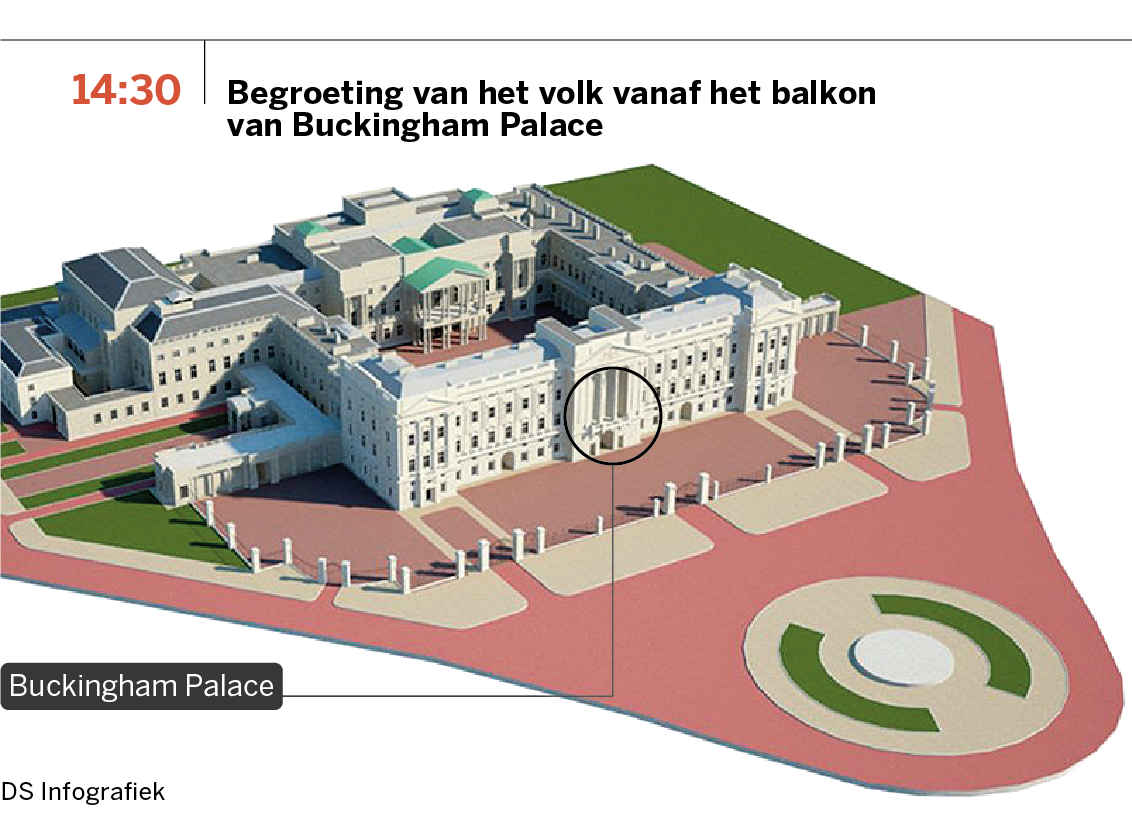 14:30
Begroeting van het volk vanaf het balkon
van Buckingham Palace
Buckingham Palace
DS Infografiek